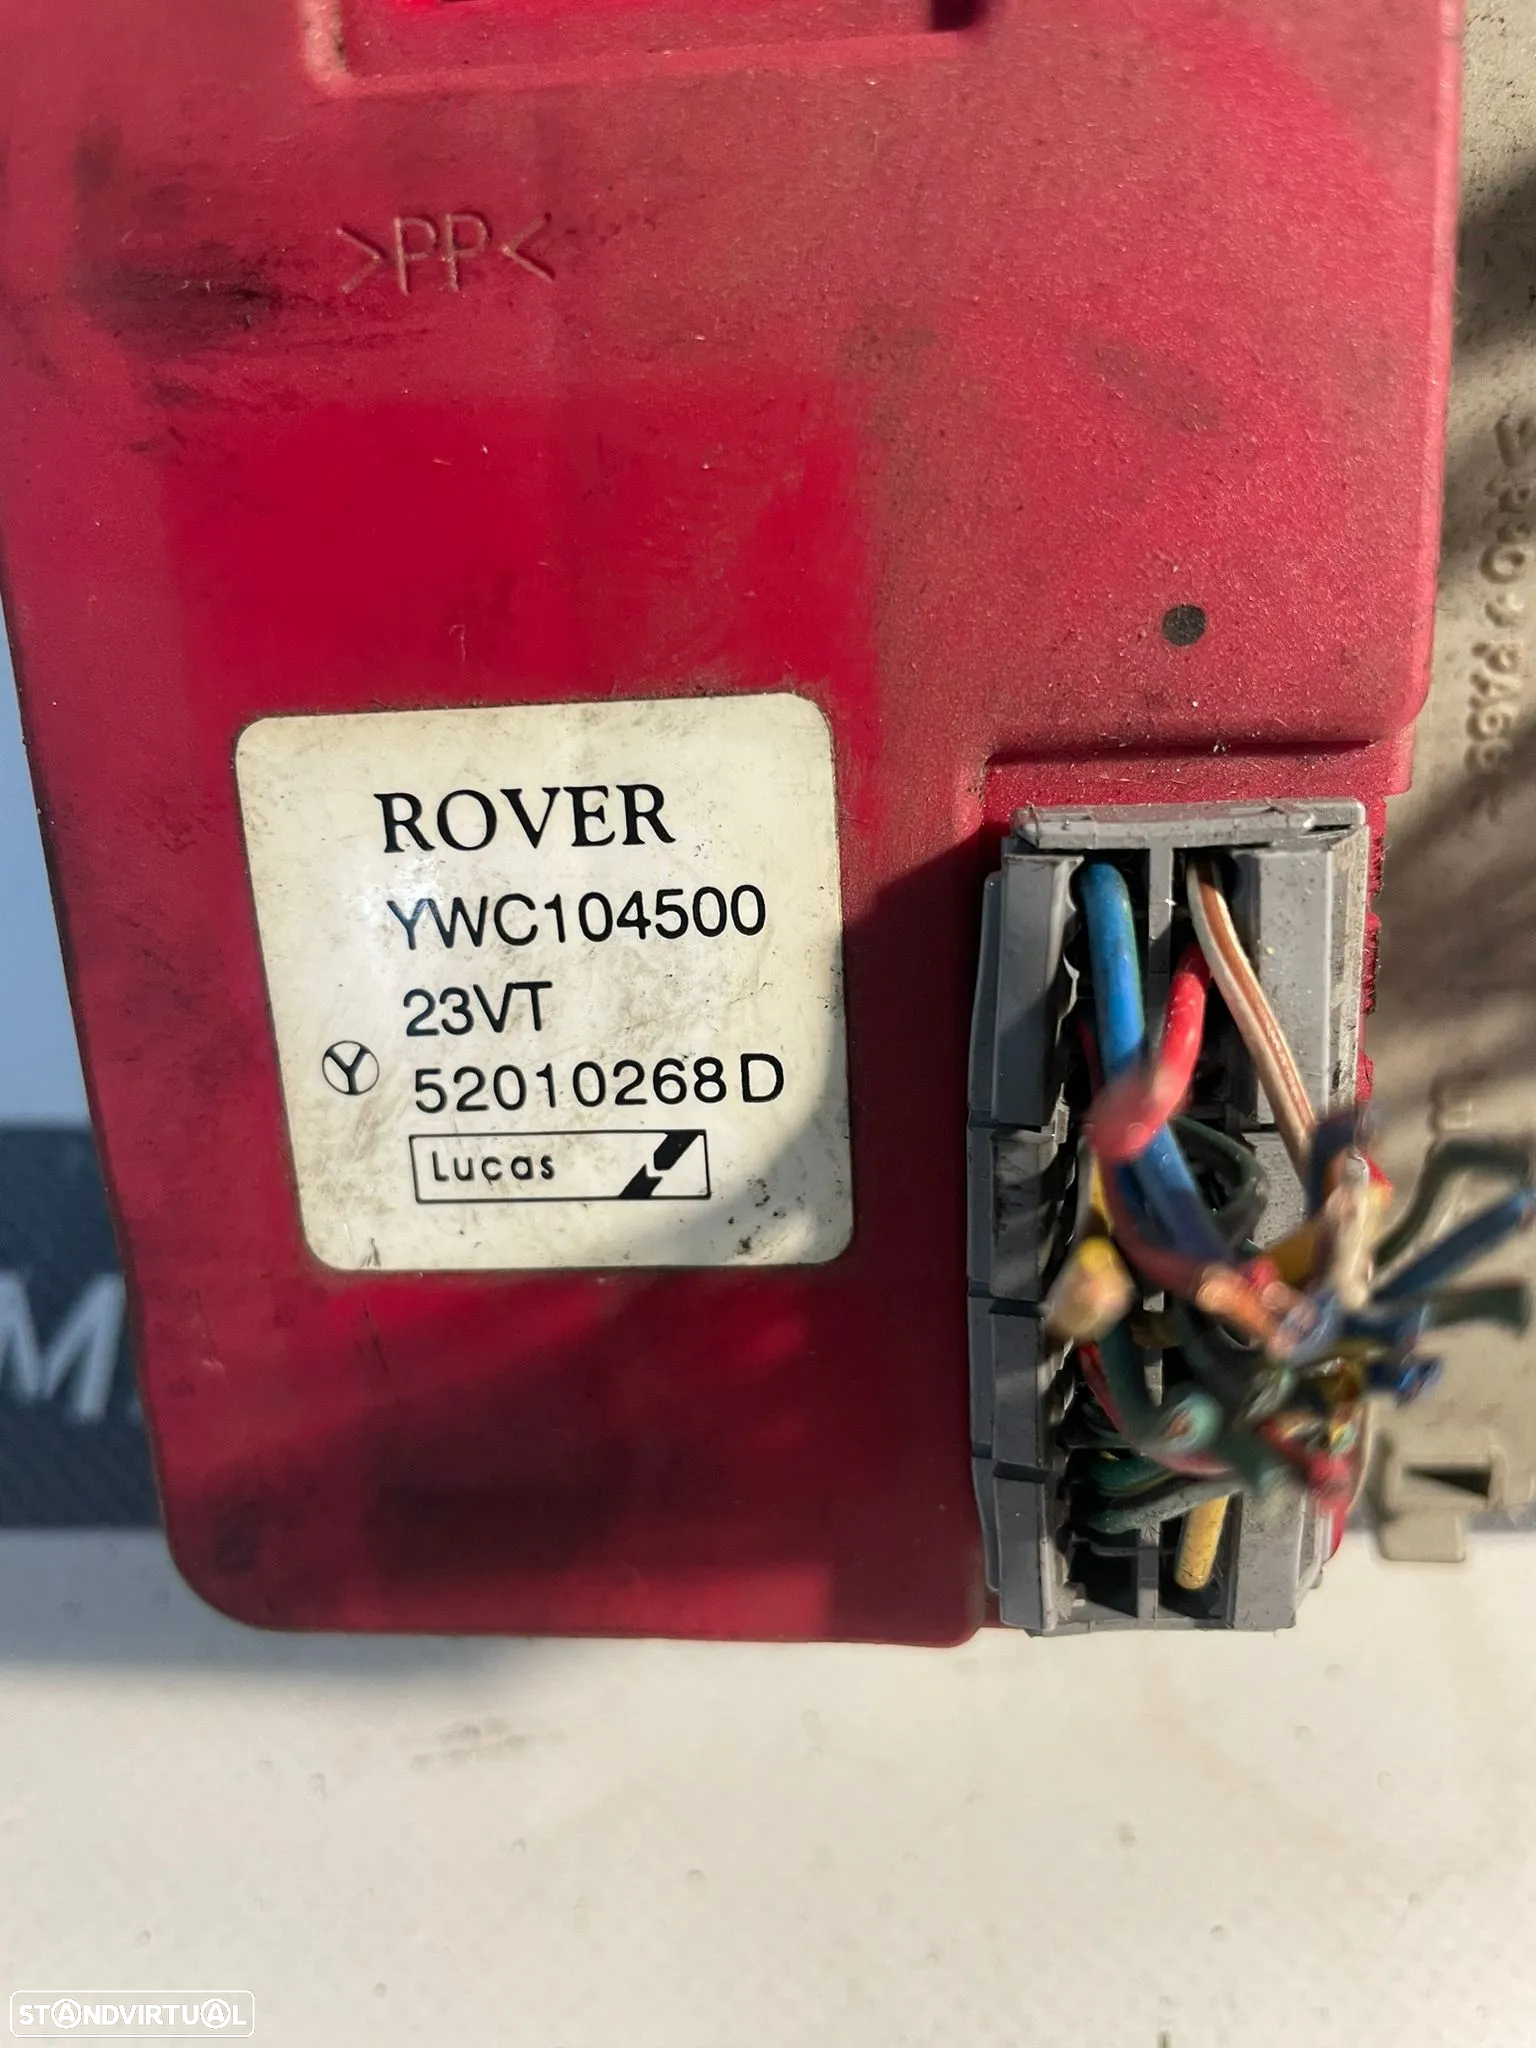 >PP<
ROVER
YWC104500
23VT
Y 52010268D
Lucas
M
STANDVIRTUAL